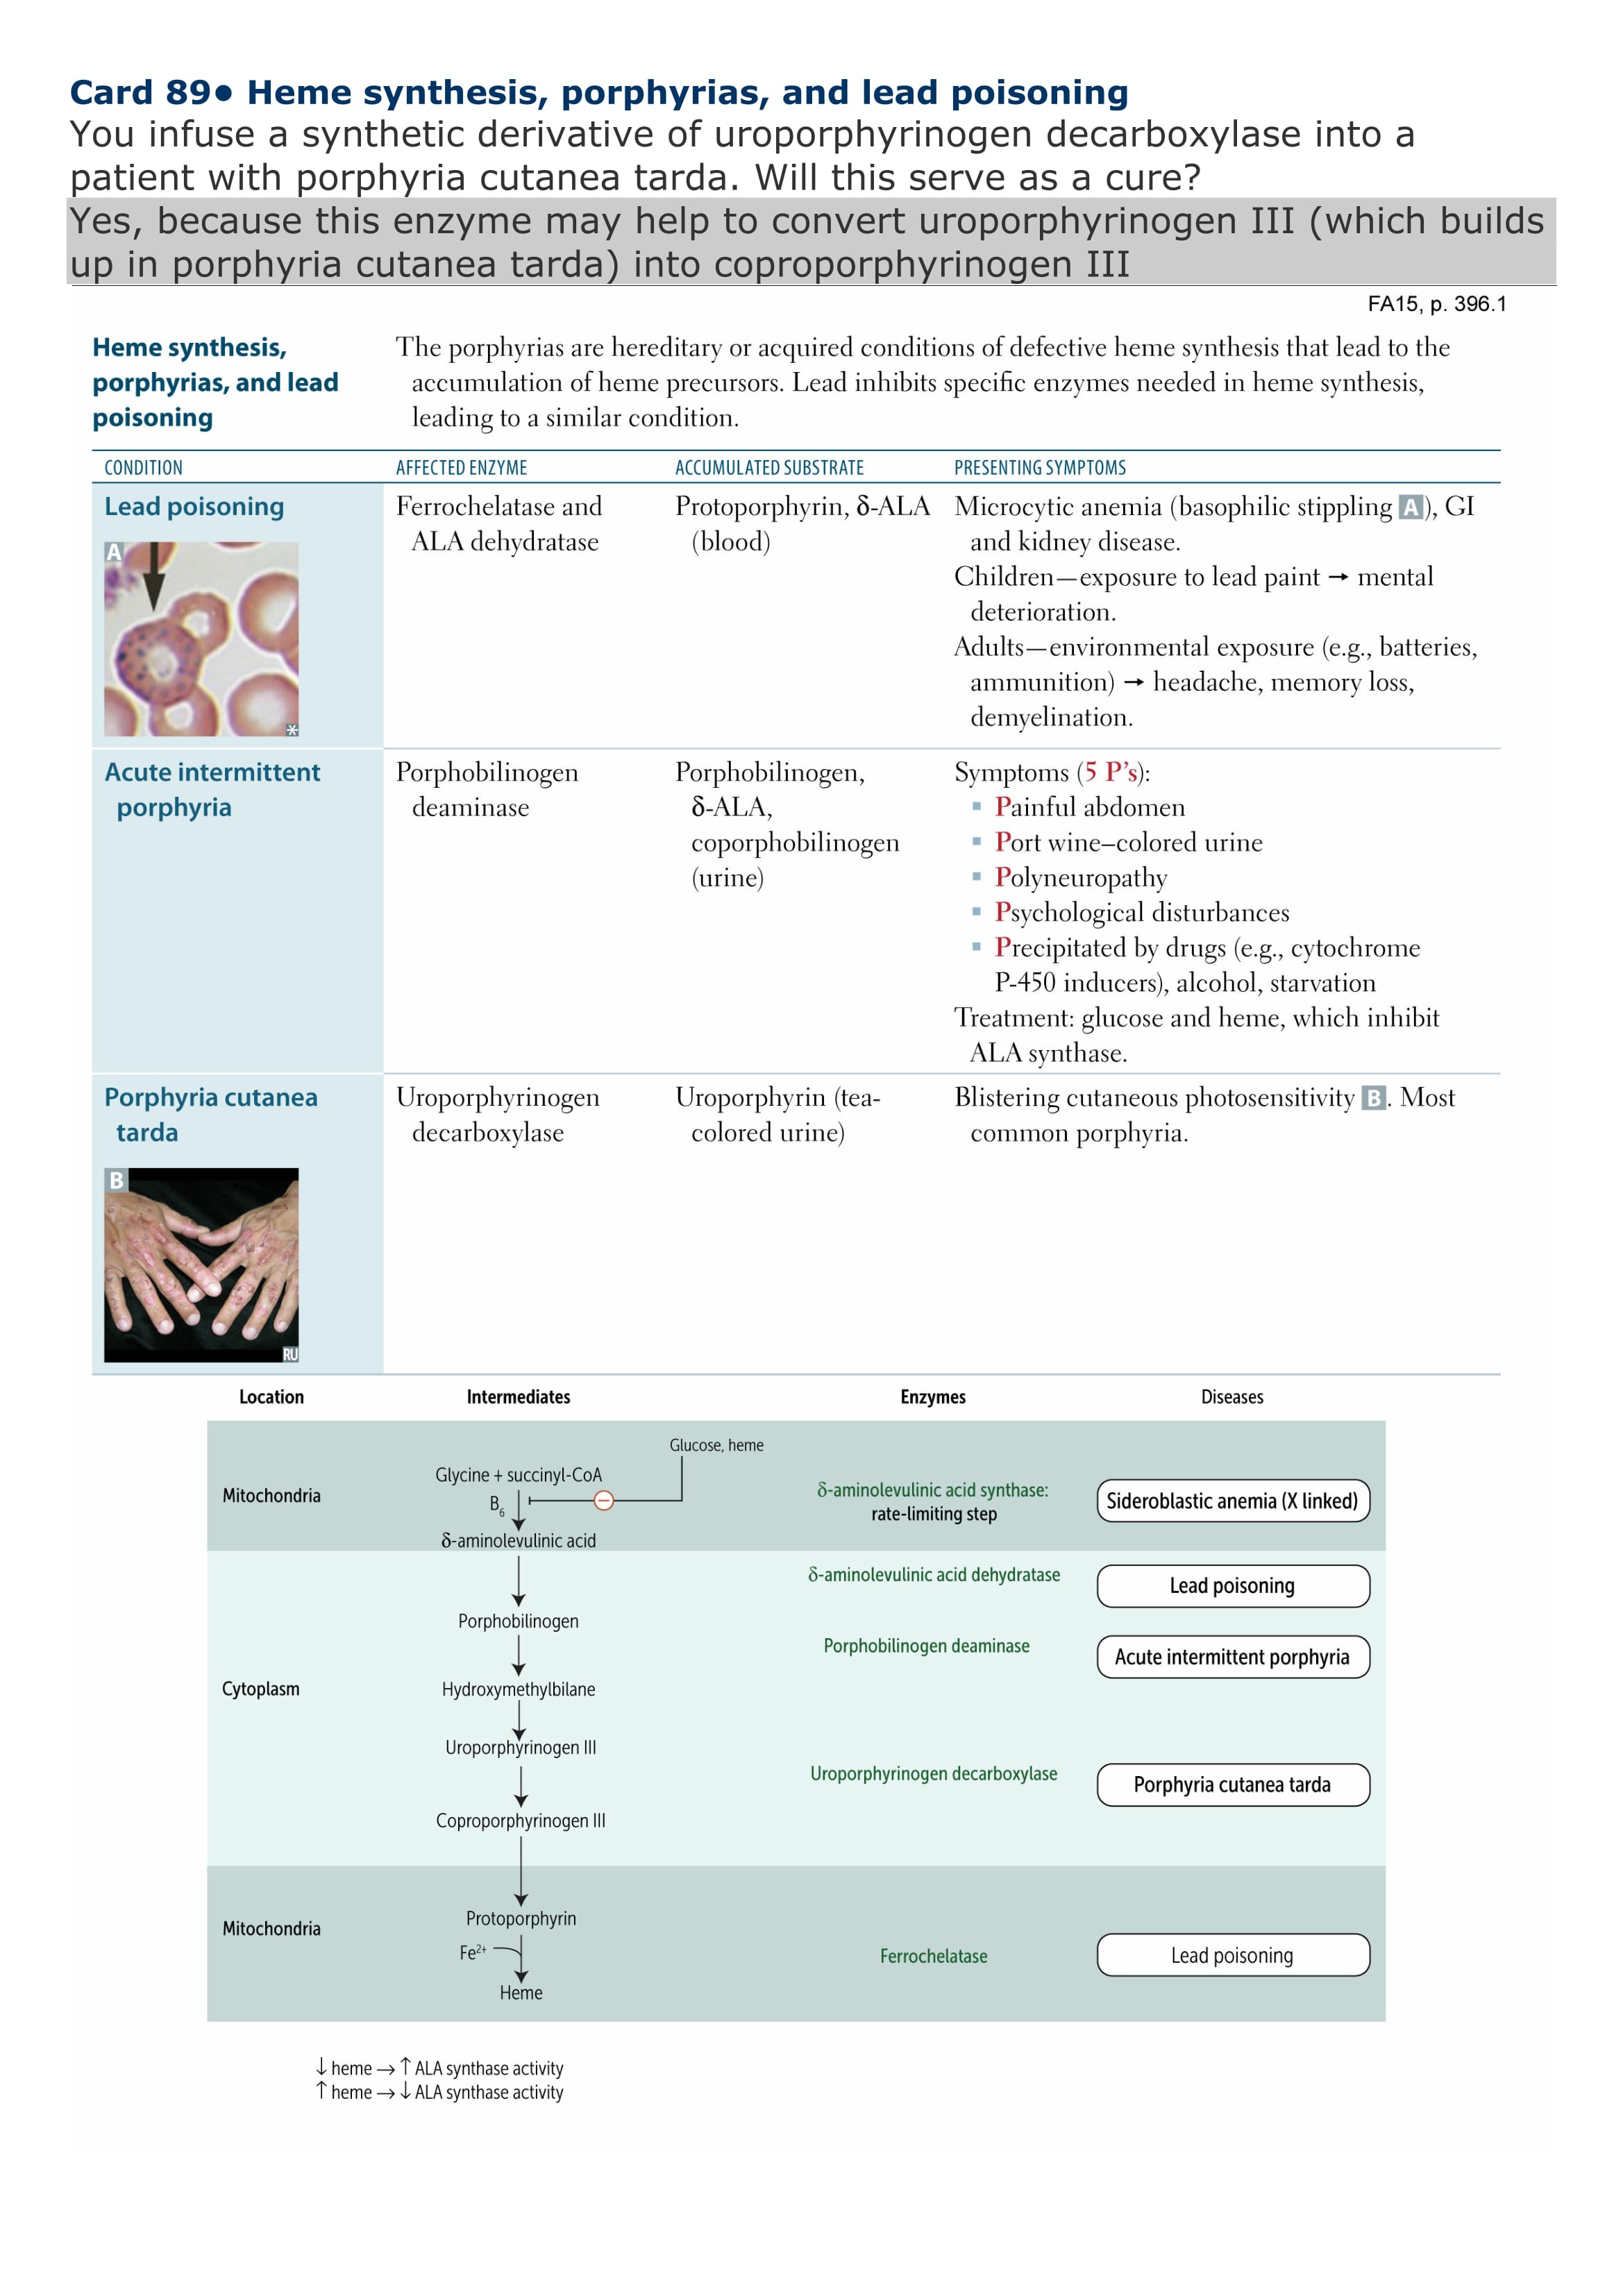 Card 89● Heme synthesis, porphyrias, and lead poisoning
You infuse a synthetic derivative of uroporphyrinogen decarboxylase into a
patient with porphyria cutanea tarda. Will this serve as a cure?
Yes, because this enzyme may help to convert uroporphyrinogen III (which builds
up in porphyria cutanea tarda) into coproporphyrinogen III
FA15, p. 396.1
Heme synthesis,
porphyrias, and lead
poisoning
The porphyrias are hereditary or acquired conditions of defective heme synthesis that lead to the
accumulation of heme precursors. Lead inhibits specific enzymes needed in heme synthesis,
leading to a similar condition.
CONDITION AFFECTED ENZYME ACCUMULATED SUBSTRATE PRESENTING SYMPTOMS
Lead poisoning
A
*
Ferrochelatase and
ALA dehydratase
Protoporphyrin, δ-ALA
(blood)
Microcytic anemia (basophilic stippling A), GI
and kidney disease.
Children—exposure to lead paint → mental
deterioration.
Adults—environmental exposure (e.g., batteries,
ammunition) → headache, memory loss,
demyelination.
Acute intermittent
porphyria
Porphobilinogen
deaminase
Porphobilinogen,
δ-ALA,
coporphobilinogen
(urine)
Symptoms (5 P's):
▪ Painful abdomen
▪ Port wine–colored urine
▪ Polyneuropathy
▪ Psychological disturbances
▪ Precipitated by drugs (e.g., cytochrome
P-450 inducers), alcohol, starvation
Treatment: glucose and heme, which inhibit
ALA synthase.
Porphyria cutanea
tarda
B
RU
Uroporphyrinogen
decarboxylase
Uroporphyrin (tea-
colored urine)
Blistering cutaneous photosensitivity B. Most
common porphyria.
Location Intermediates Enzymes Diseases
Glucose, heme
Mitochondria
Glycine + succinyl-CoA
B6
−
δ-aminolevulinic acid
δ-aminolevulinic acid synthase:
rate-limiting step
Sideroblastic anemia (X linked)
δ-aminolevulinic acid dehydratase
Lead poisoning
Porphobilinogen
Porphobilinogen deaminase
Acute intermittent porphyria
Cytoplasm
Hydroxymethylbilane
Uroporphyrinogen III
Uroporphyrinogen decarboxylase
Porphyria cutanea tarda
Coproporphyrinogen III
Mitochondria
Protoporphyrin
Fe2+
Ferrochelatase
Lead poisoning
Heme
↓ heme → ↑ ALA synthase activity
↑ heme → ↓ ALA synthase activity